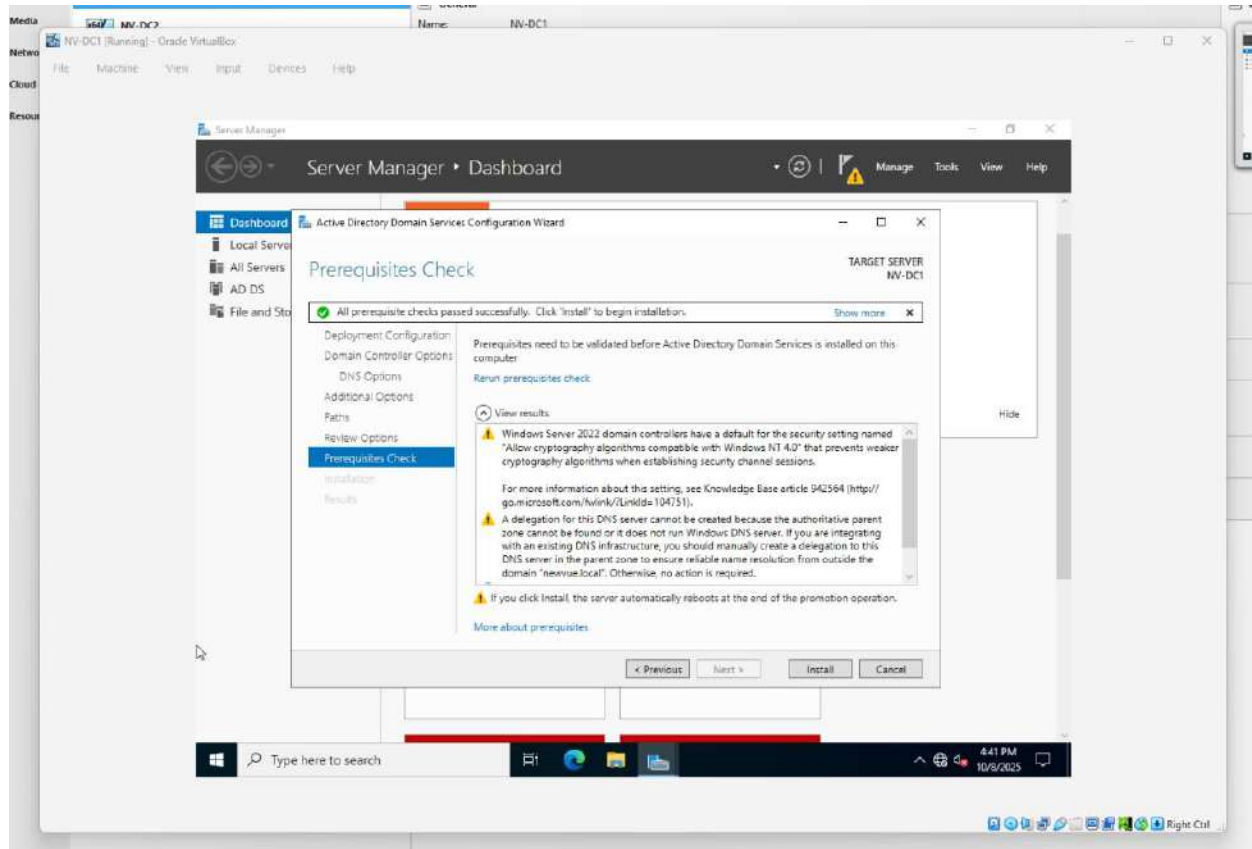 Media
NV-DC2
Name: NV-DC1
Netwo
NV-DC1 [Running] - Oracle VirtualBox
File Machine View Input Devices Help
Cloud
Resour
Server Manager
Server Manager • Dashboard
Manage Tools View Help
Dashboard
Local Server
All Servers
AD DS
File and Sto
Active Directory Domain Services Configuration Wizard
Prerequisites Check
TARGET SERVER
NV-DC1
All prerequisite checks passed successfully. Click 'Install' to begin installation.
Show more
Deployment Configuration
Domain Controller Options
DNS Options
Additional Options
Paths
Review Options
Prerequisites Check
Installation
Results
Prerequisites need to be validated before Active Directory Domain Services is installed on this
computer
Rerun prerequisites check
View results
Windows Server 2022 domain controllers have a default for the security setting named
"Allow cryptography algorithms compatible with Windows NT 4.0" that prevents weaker
cryptography algorithms when establishing security channel sessions.
For more information about this setting, see Knowledge Base article 942564 (http://
go.microsoft.com/fwlink/?LinkId=104751).
A delegation for this DNS server cannot be created because the authoritative parent
zone cannot be found or it does not run Windows DNS server. If you are integrating
with an existing DNS infrastructure, you should manually create a delegation to this
DNS server in the parent zone to ensure reliable name resolution from outside the
domain "newvue.local". Otherwise, no action is required.
If you click Install, the server automatically reboots at the end of the promotion operation.
More about prerequisites
< Previous Next > Install Cancel
Hide
Type here to search
4:41 PM
10/8/2025
Right Ctrl